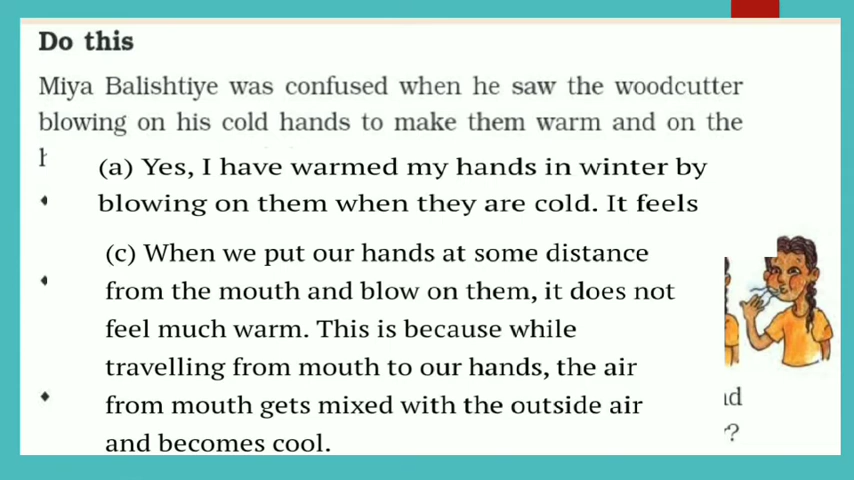 Do this
Miya Balishtiye was confused when he saw the woodcutter
blowing on his cold hands to make them warm and on the
(a) Yes, I have warmed my hands in winter by
blowing on them when they are cold. It feels
(c) When we put our hands at some distance
from the mouth and blow on them, it does not
feel much warm. This is because while
travelling from mouth to our hands, the air
from mouth gets mixed with the outside air
and becomes cool.